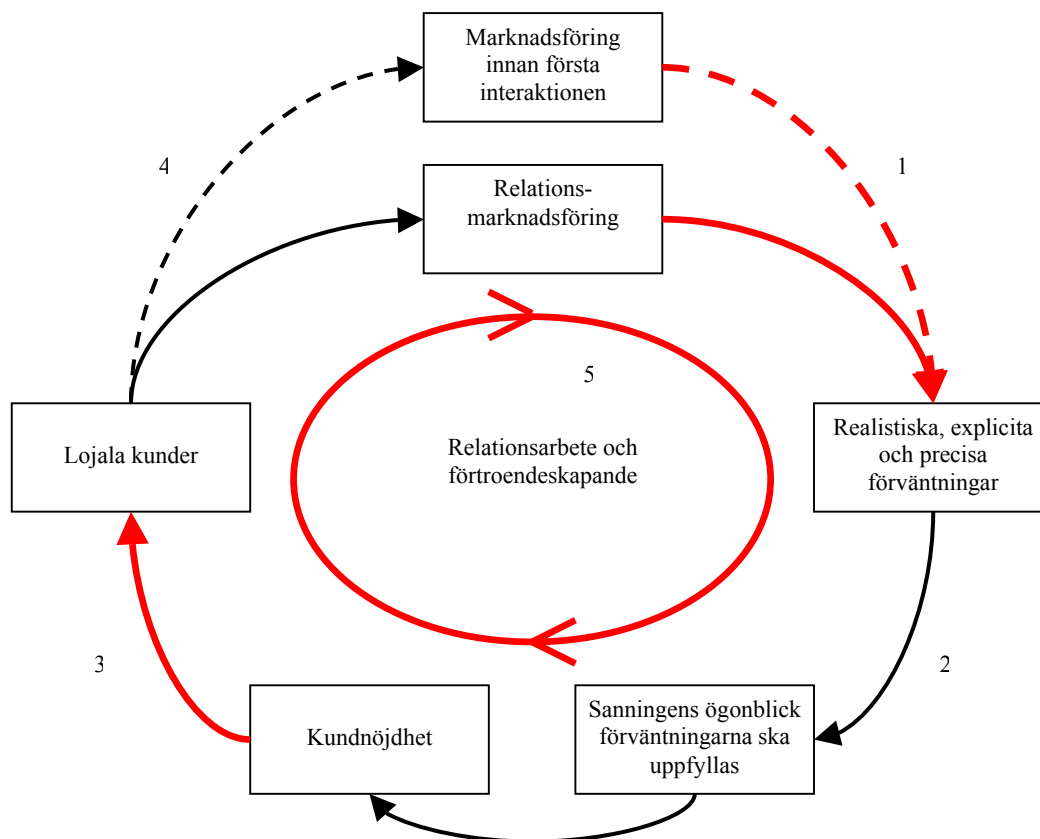 Marknadsföring
innan första
interaktionen
4
1
Relations-
marknadsföring
5
Lojala kunder
Relationsarbete och
förtroendeskapande
Realistiska, explicita
och precisa
förväntningar
3
2
Kundnöjdhet
Sanningens ögonblick
förväntningarna ska
uppfyllas